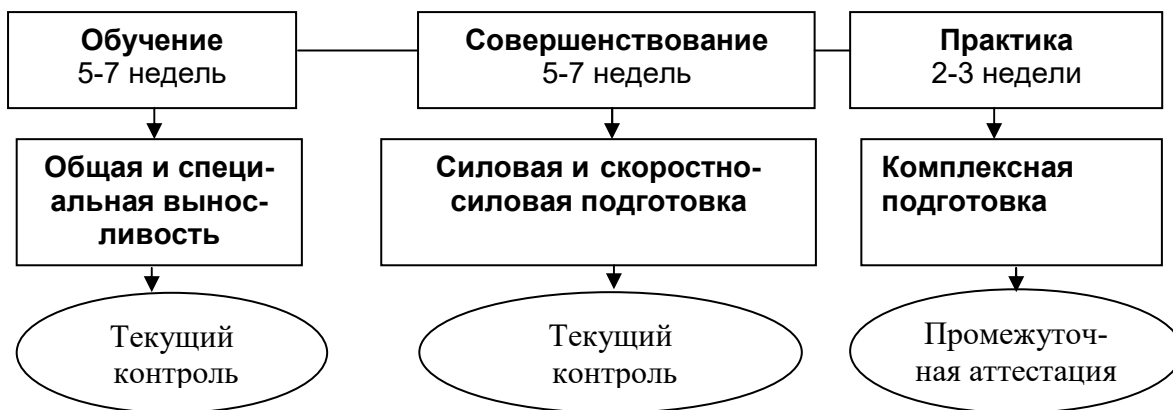 Обучение
5-7 недель
Совершенствование
5-7 недель
Практика
2-3 недели
Общая и специ-
альная вынос-
ливость
Силовая и скоростно-
силовая подготовка
Комплексная
подготовка
Текущий
контроль
Текущий
контроль
Промежуточ-
ная аттестация